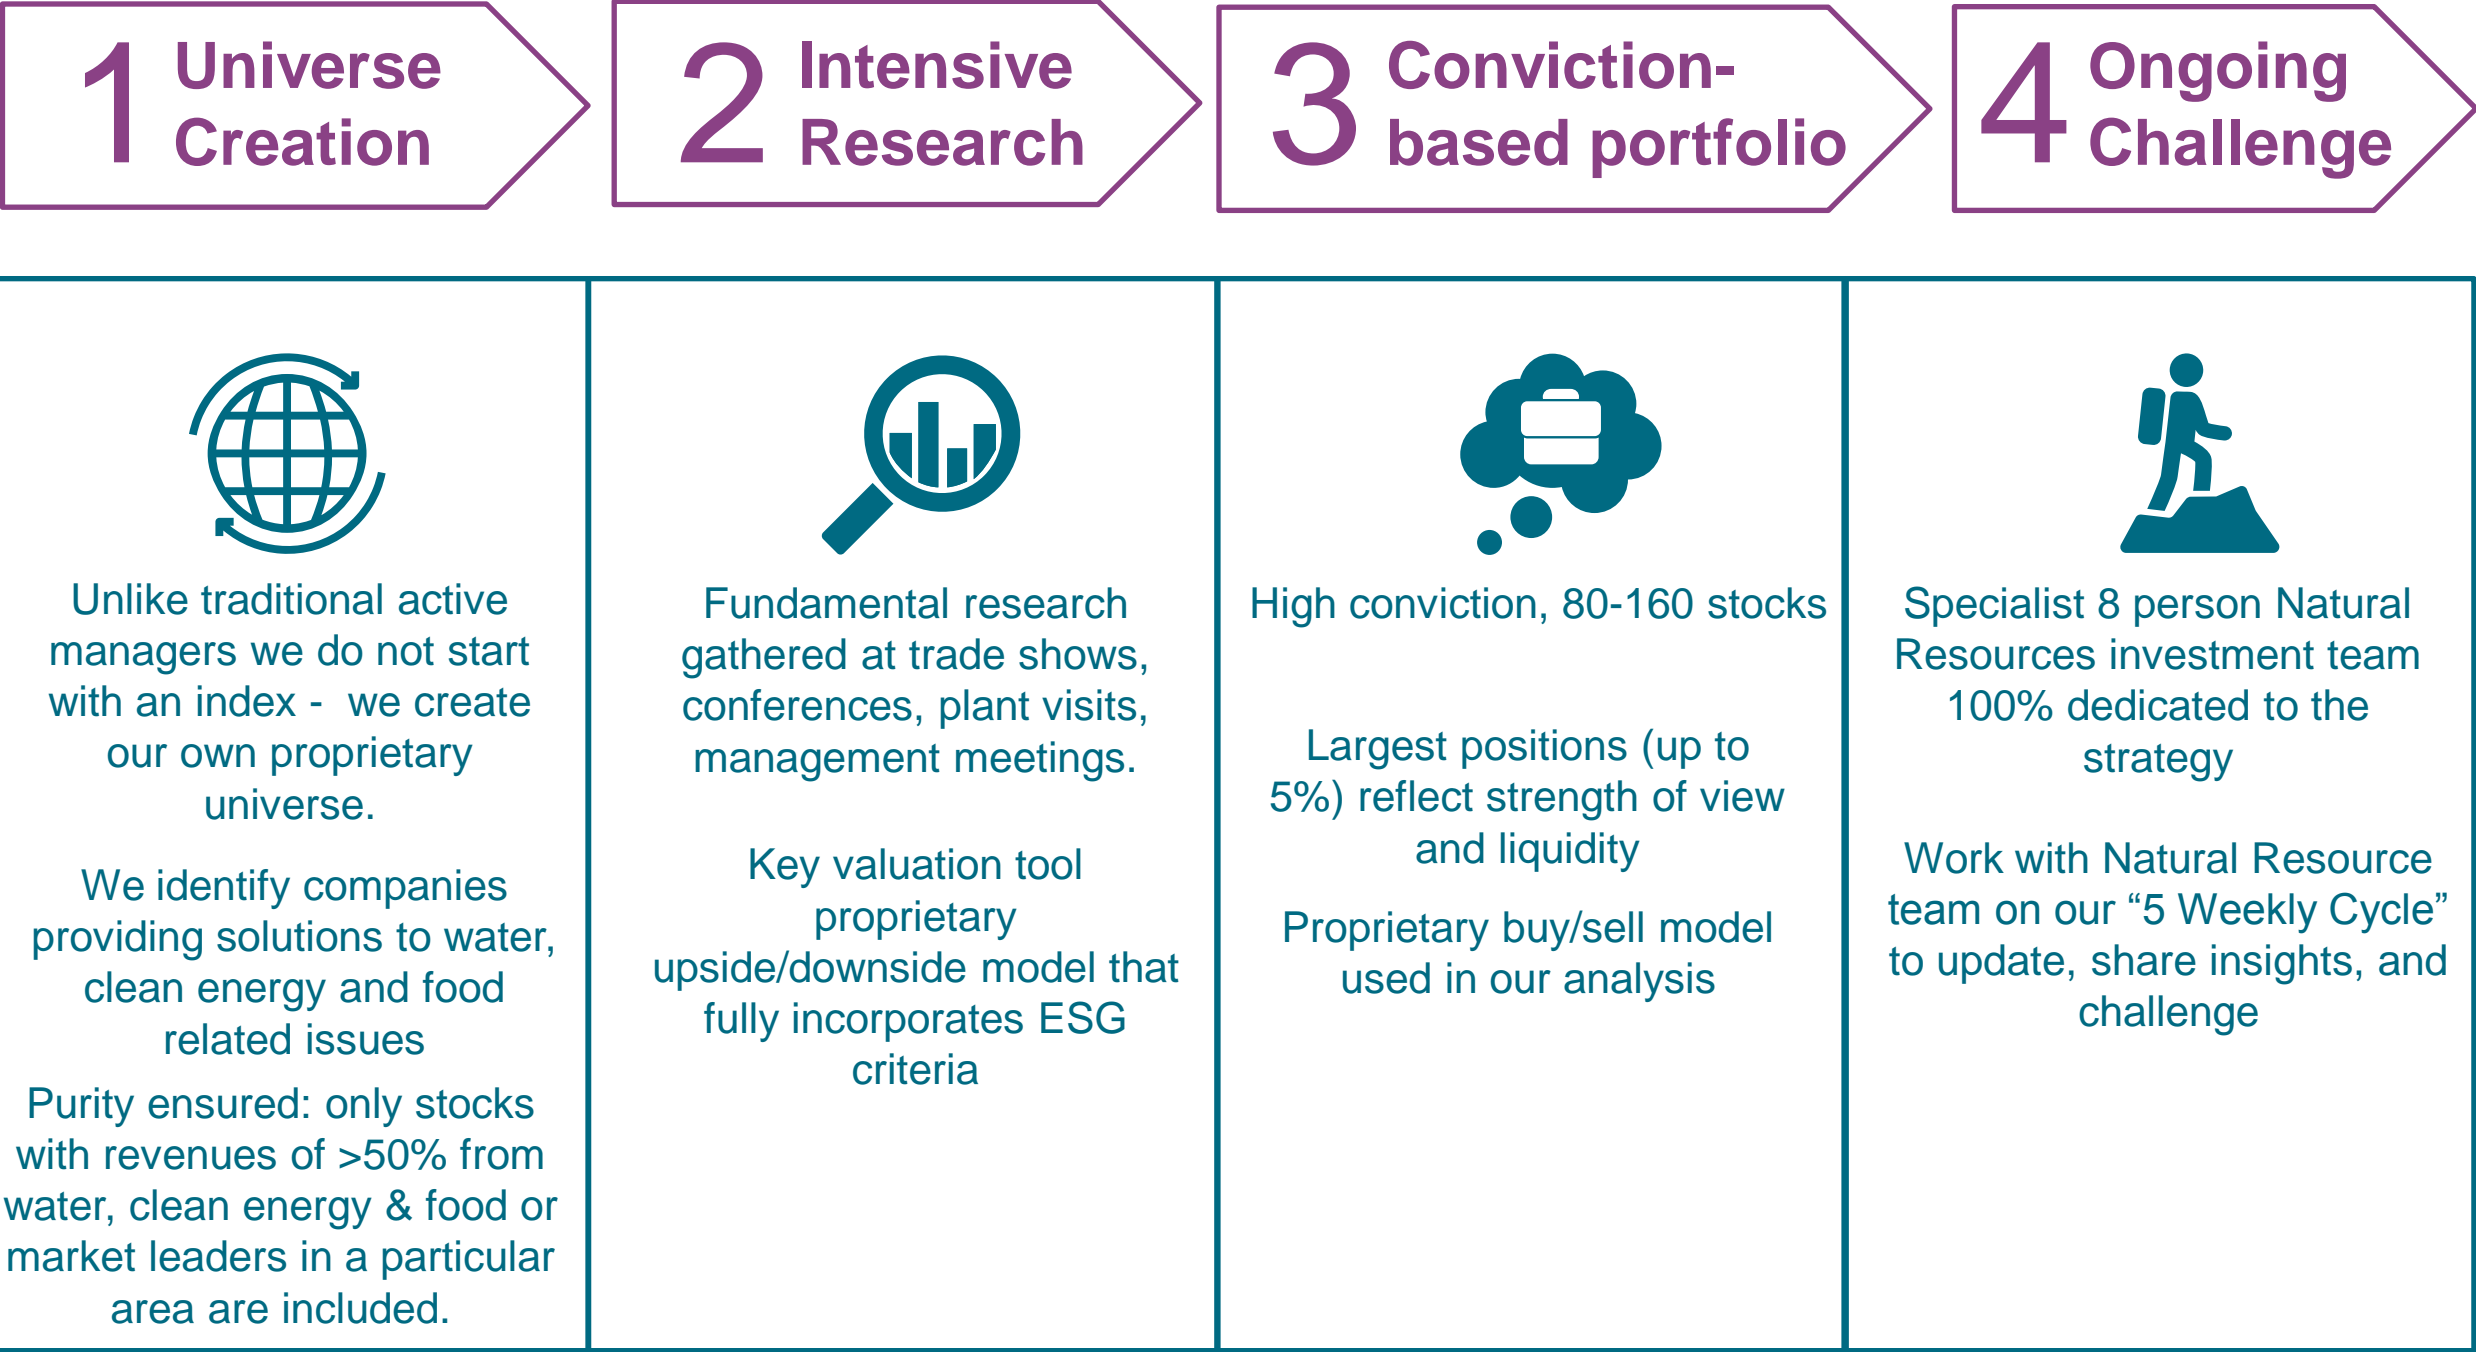 1 Universe
Creation
2 Intensive
Research
3 Conviction-
based portfolio
4 Ongoing
Challenge
Unlike traditional active
managers we do not start
with an index -  we create
our own proprietary
universe.
We identify companies
providing solutions to water,
clean energy and food
related issues
Purity ensured: only stocks
with revenues of >50% from
water, clean energy & food or
market leaders in a particular
area are included.
Fundamental research
gathered at trade shows,
conferences, plant visits,
management meetings.
Key valuation tool
proprietary
upside/downside model that
fully incorporates ESG
criteria
High conviction, 80-160 stocks
Largest positions (up to
5%) reflect strength of view
and liquidity
Proprietary buy/sell model
used in our analysis
Specialist 8 person Natural
Resources investment team
100% dedicated to the
strategy
Work with Natural Resource
team on our “5 Weekly Cycle”
to update, share insights, and
challenge